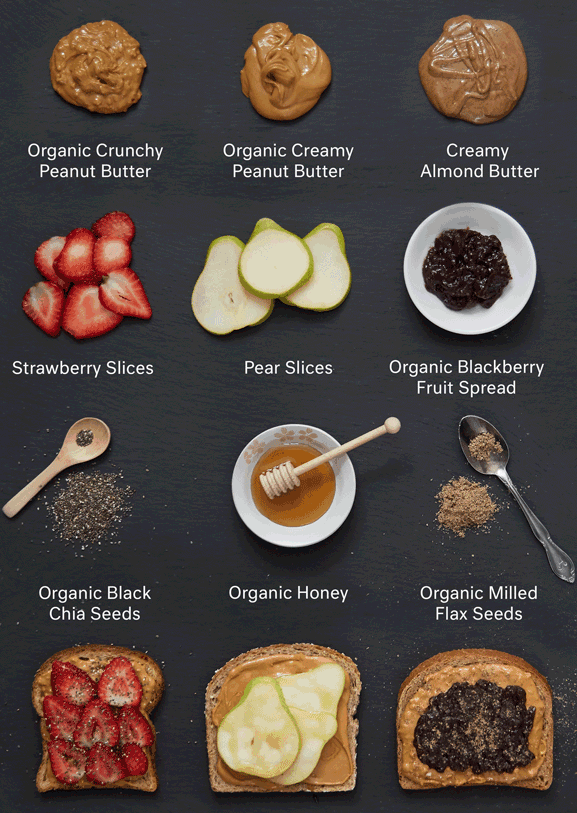 Organic Crunchy
Peanut Butter
Organic Creamy
Peanut Butter
Creamy
Almond Butter
Strawberry Slices
Pear Slices
Organic Blackberry
Fruit Spread
Organic Black
Chia Seeds
Organic Honey
Organic Milled
Flax Seeds